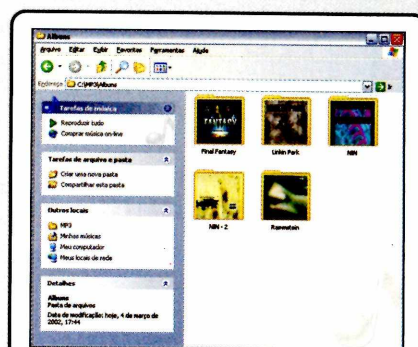 Albuns
Arquivo Editar Exibir Favoritos Ferramentas Ajuda
Endereço C:\MP3\Albuns Ir
Tarefas de música
Reproduzir tudo
Comprar música on-line
Tarefas de arquivo e pasta
Criar uma nova pasta
Compartilhar esta pasta
Outros locais
MP3
Minhas músicas
Meu computador
Meus locais de rede
Detalhes
Albuns
Pasta de arquivos
Data de modificação: hoje, 4 de março de
2002, 17:44
FANTASY
Final Fantasy
Linkin Park
NIN
NIN - 2
Rammstein